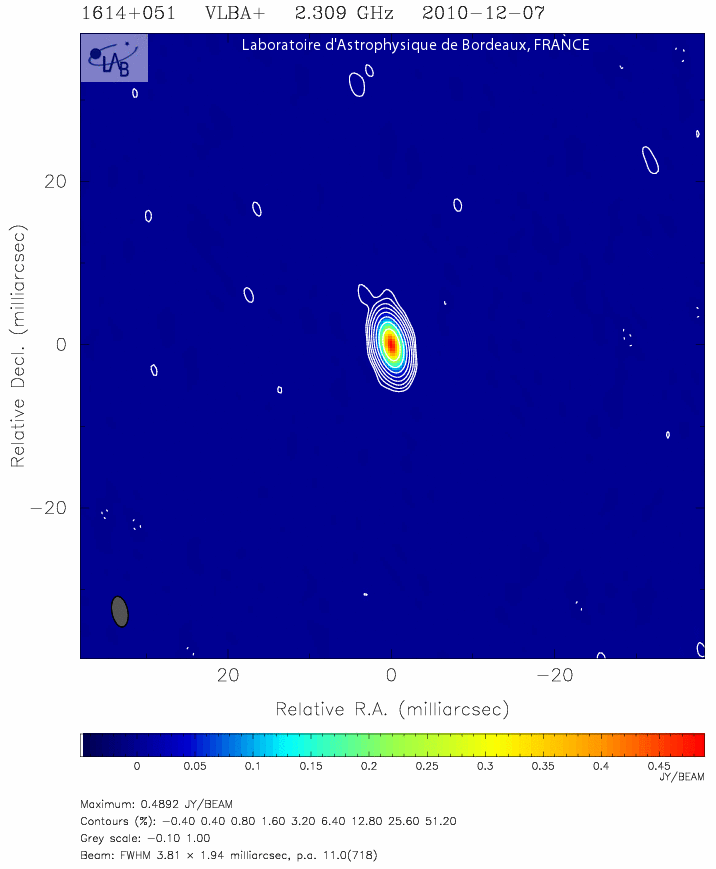 1614+051 VLBA+ 2.309 GHz 2010-12-07
Laboratoire d'Astrophysique de Bordeaux, FRANCE
LAB
20
0
-20
Relative Decl. (milliarcsec)
20 0 -20
Relative R.A. (milliarcsec)
0 0.05 0.1 0.15 0.2 0.25 0.3 0.35 0.4 0.45
JY/BEAM
Maximum: 0.4892 JY/BEAM
Contours (%): -0.40 0.40 0.80 1.60 3.20 6.40 12.80 25.60 51.20
Grey scale: -0.10 1.00
Beam: FWHM 3.81 × 1.94 milliarcsec, p.a. 11.0(718)